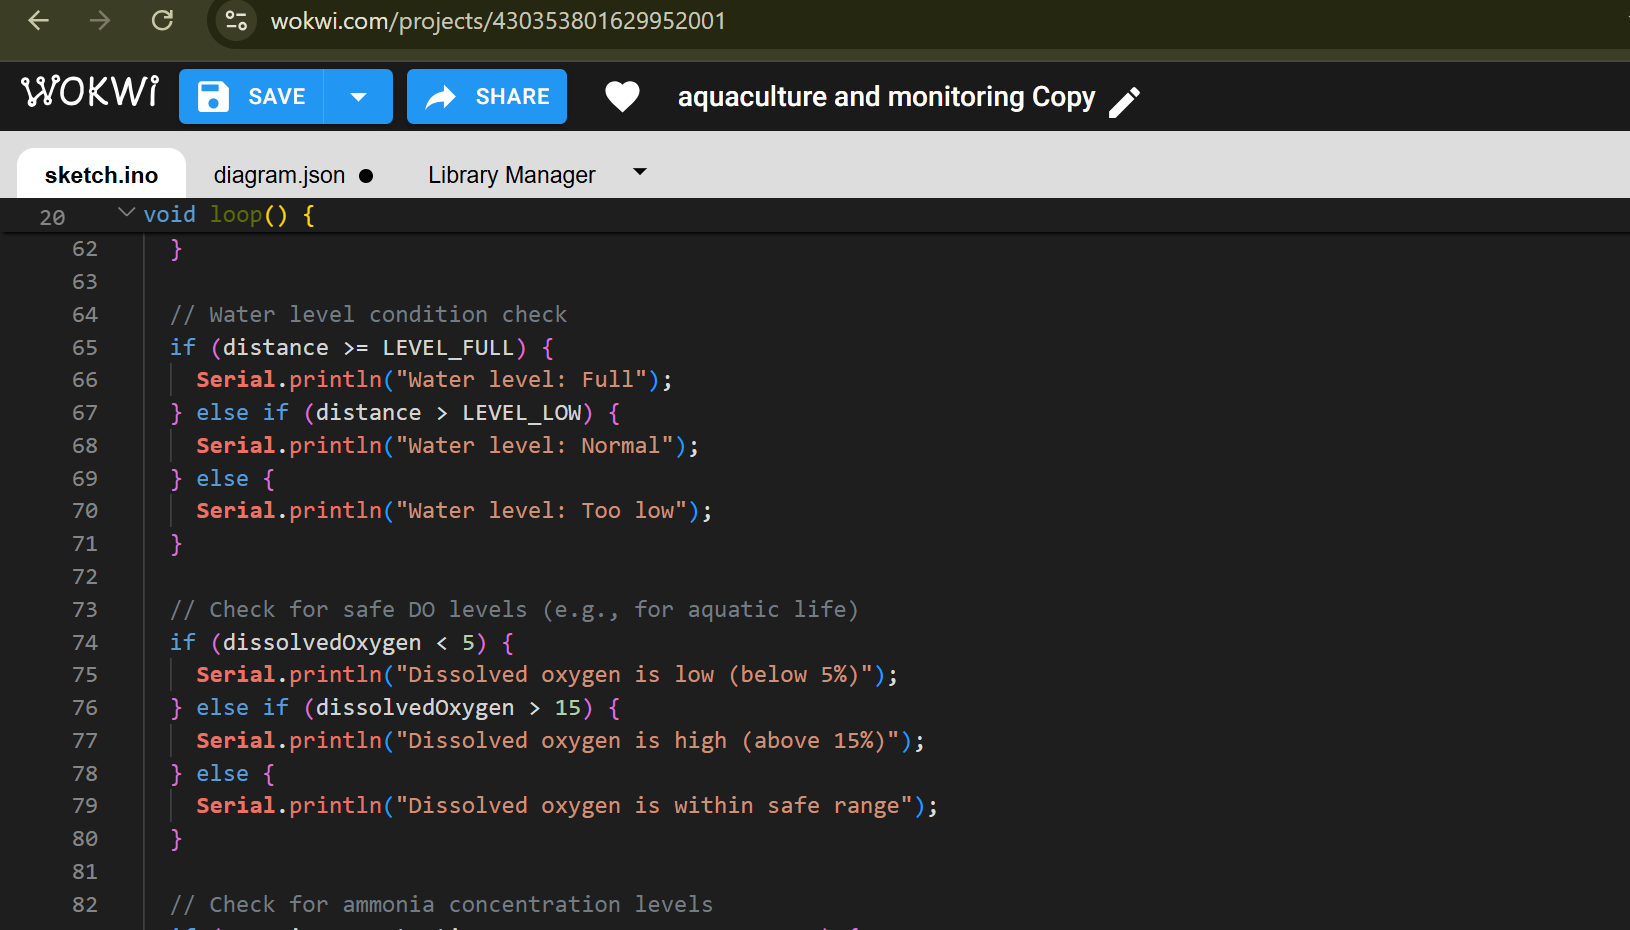 wokwi.com/projects/430353801629952001
WOKWi SAVE SHARE aquaculture and monitoring Copy
sketch.ino diagram.json Library Manager
20 void loop() {
62 }
63
64 // Water level condition check
65 if (distance >= LEVEL_FULL) {
66 Serial.println("Water level: Full");
67 } else if (distance > LEVEL_LOW) {
68 Serial.println("Water level: Normal");
69 } else {
70 Serial.println("Water level: Too low");
71 }
72
73 // Check for safe DO levels (e.g., for aquatic life)
74 if (dissolvedOxygen < 5) {
75 Serial.println("Dissolved oxygen is low (below 5%)");
76 } else if (dissolvedOxygen > 15) {
77 Serial.println("Dissolved oxygen is high (above 15%)");
78 } else {
79 Serial.println("Dissolved oxygen is within safe range");
80 }
81
82 // Check for ammonia concentration levels